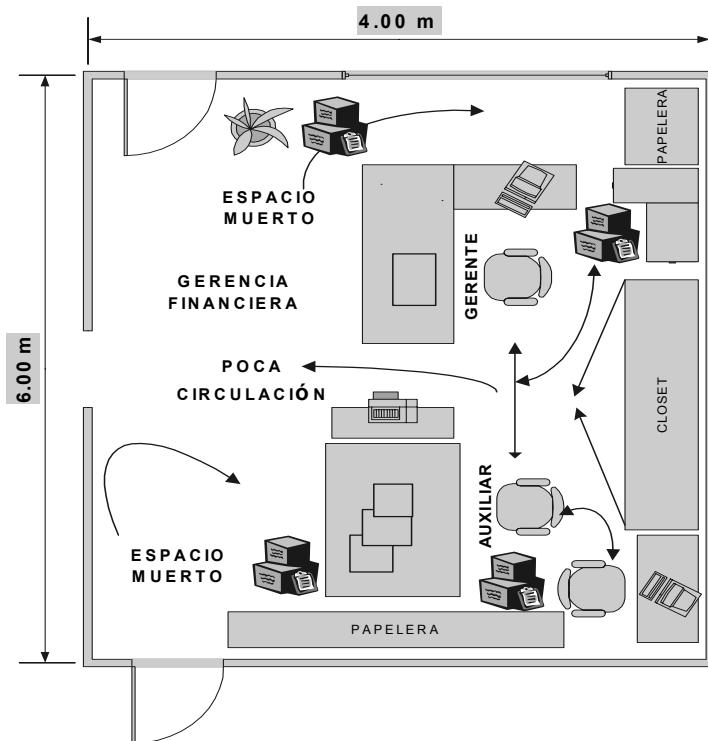 4.00 m
PAPELERA
ESPACIO
MUERTO
GERENTE
GERENCIA
FINANCIERA
6.00 m
POCA
CIRCULACIÓN
CLOSET
AUXILIAR
ESPACIO
MUERTO
PAPELERA